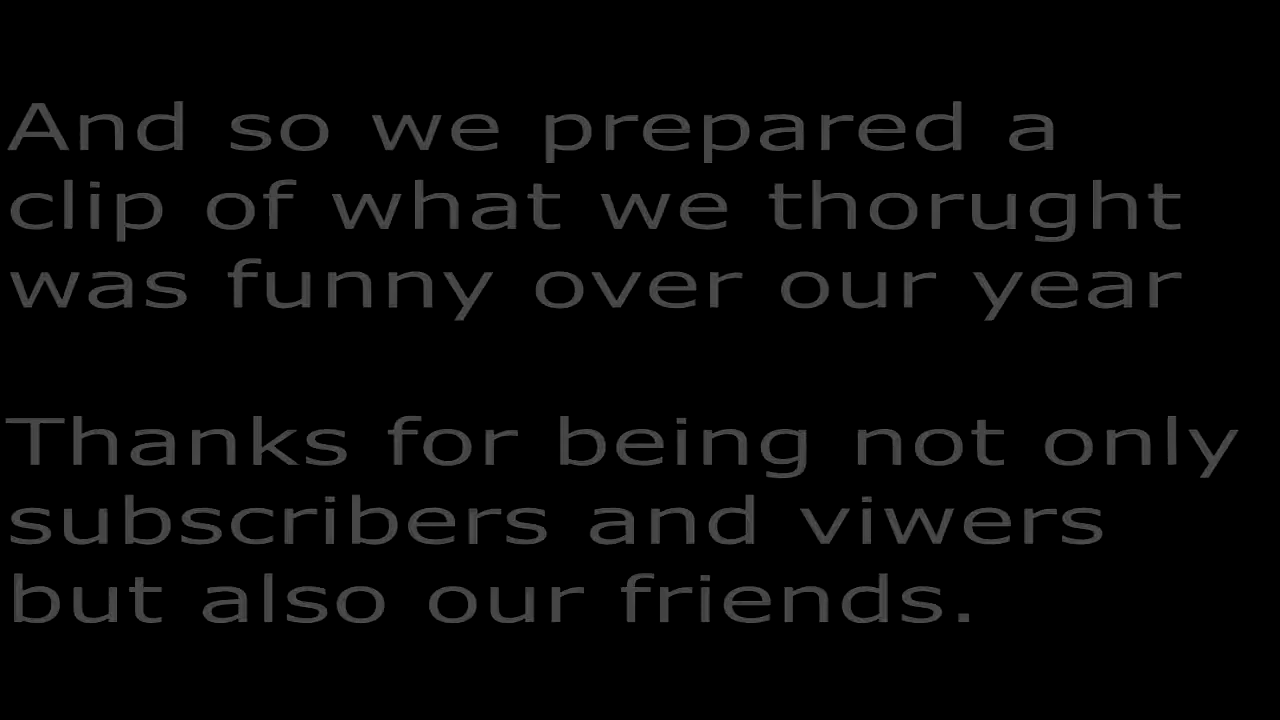 And so we prepared a
clip of what we thorught
was funny over our year
Thanks for being not only
subscribers and viwers
but also our friends.